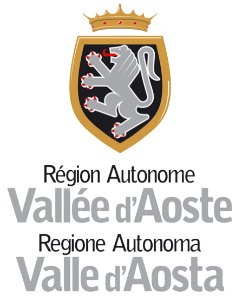 Région Autonome
Vallée d'Aoste
Regione Autonoma
Valle d'Aosta